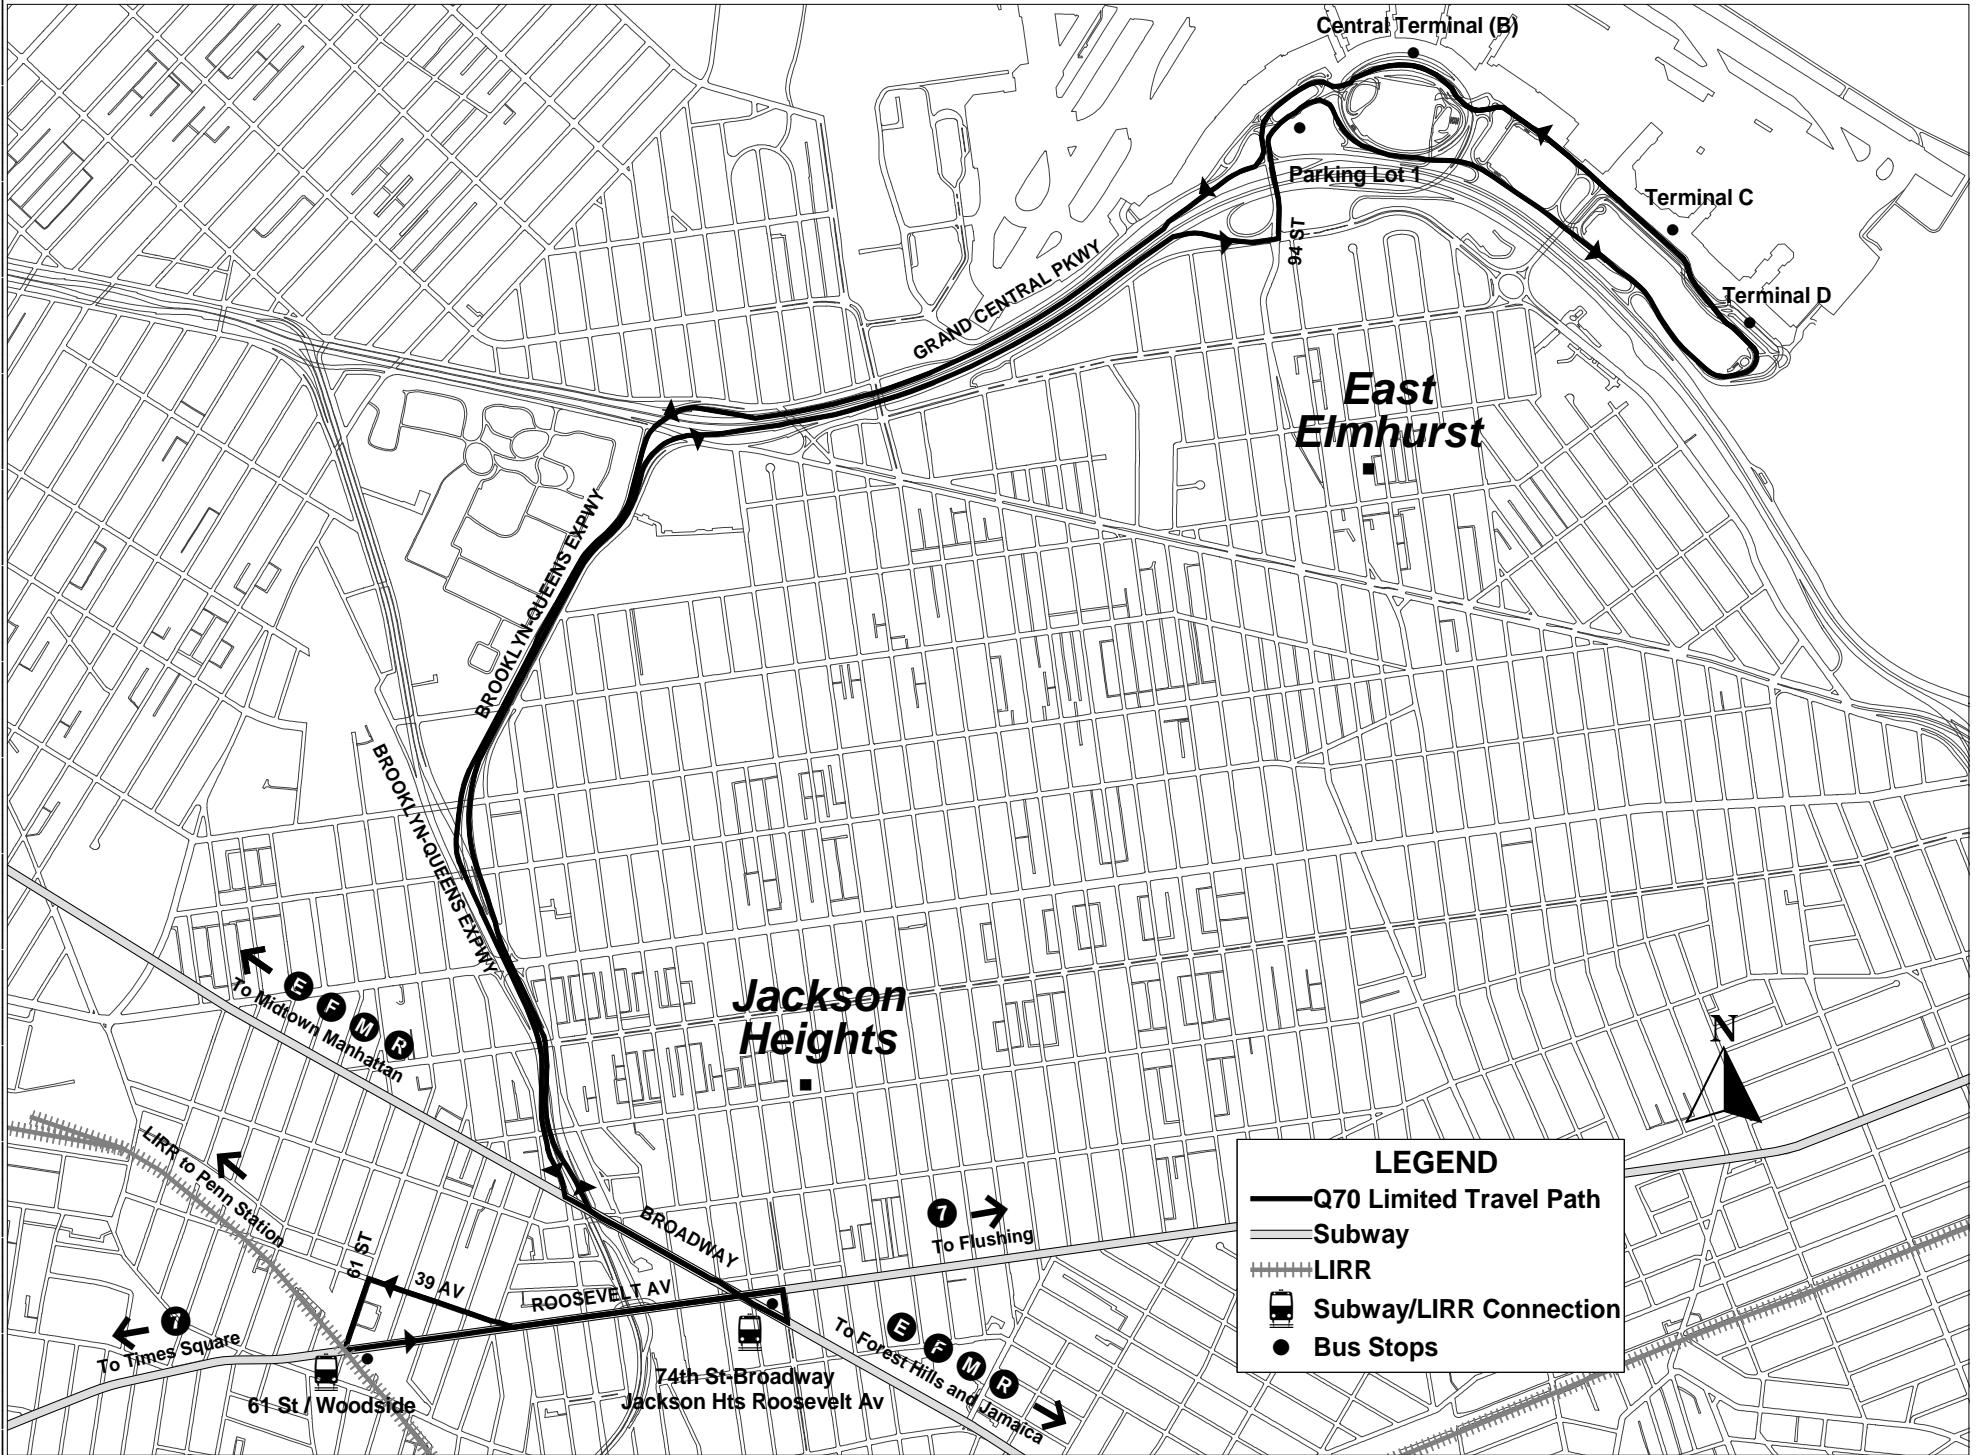 Central Terminal (B)
Parking Lot 1
Terminal C
94 ST
Terminal D
GRAND CENTRAL PKWY
East
Elmhurst
BROOKLYN-QUEENS EXPWY
BROOKLYN-QUEENS EXPWY
E F M R
To Midtown Manhattan
Jackson
Heights
N
LIRR to Penn Station
61 ST
39 AV
BROADWAY
ROOSEVELT AV
7
To Flushing
7
To Times Square
E F M R
To Forest Hills and Jamaica
61 St / Woodside
74th St-Broadway
Jackson Hts Roosevelt Av
LEGEND
Q70 Limited Travel Path
Subway
LIRR
Subway/LIRR Connection
Bus Stops